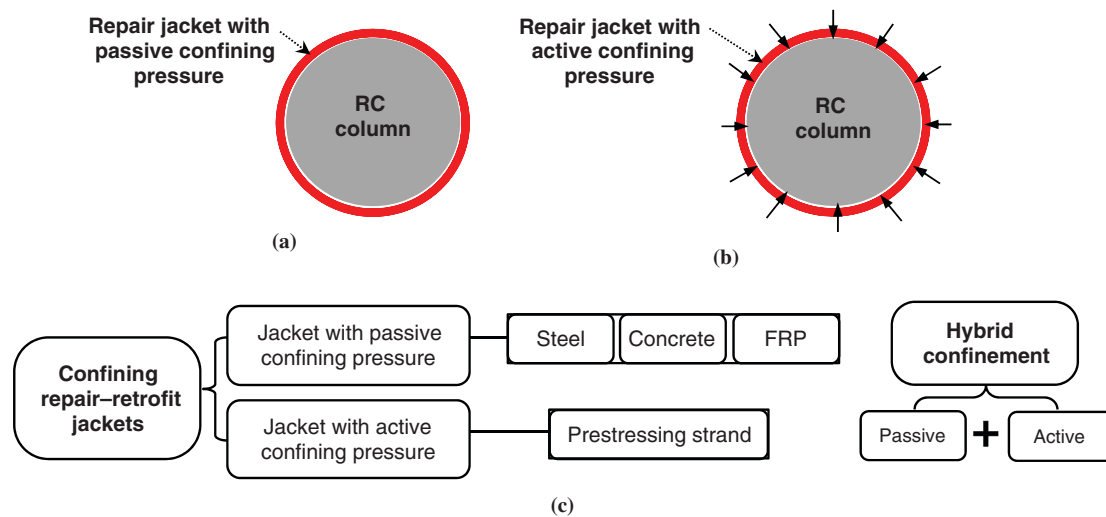 Repair jacket with
passive confining
pressure
RC
column
(a)
Repair jacket with
active confining
pressure
RC
column
(b)
Confining
repair–retrofit
jackets
Jacket with passive
confining pressure
Steel
Concrete
FRP
Jacket with active
confining pressure
Prestressing strand
Hybrid
confinement
Passive
+
Active
(c)